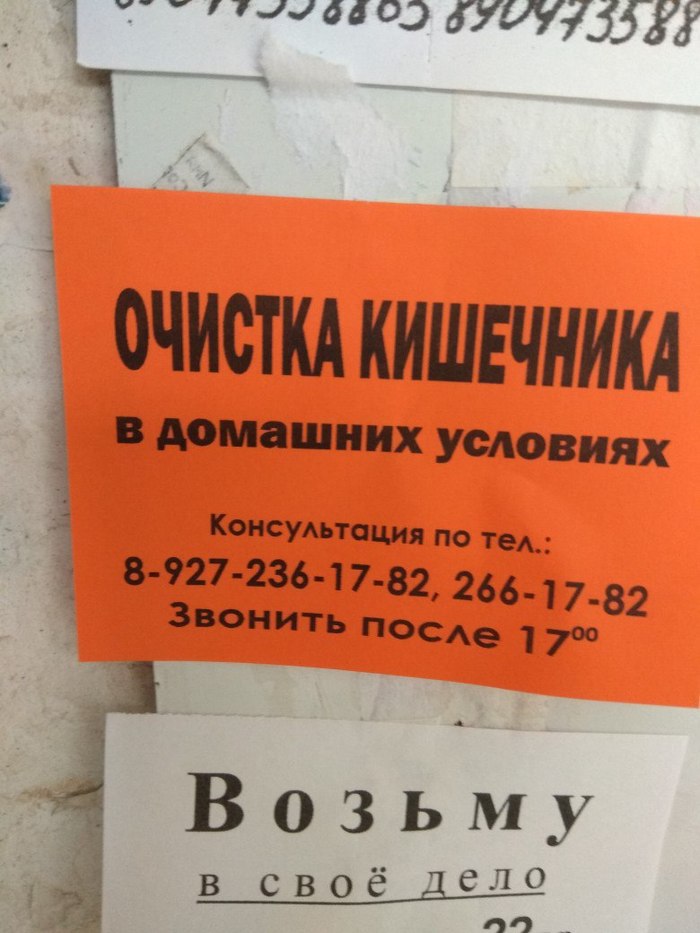 ОЧИСТКА КИШЕЧНИКА
в домашних условиях
Консультация по тел.:
8-927-236-17-82, 266-17-82
Звонить после 17⁰⁰
Возьму
в своё дело